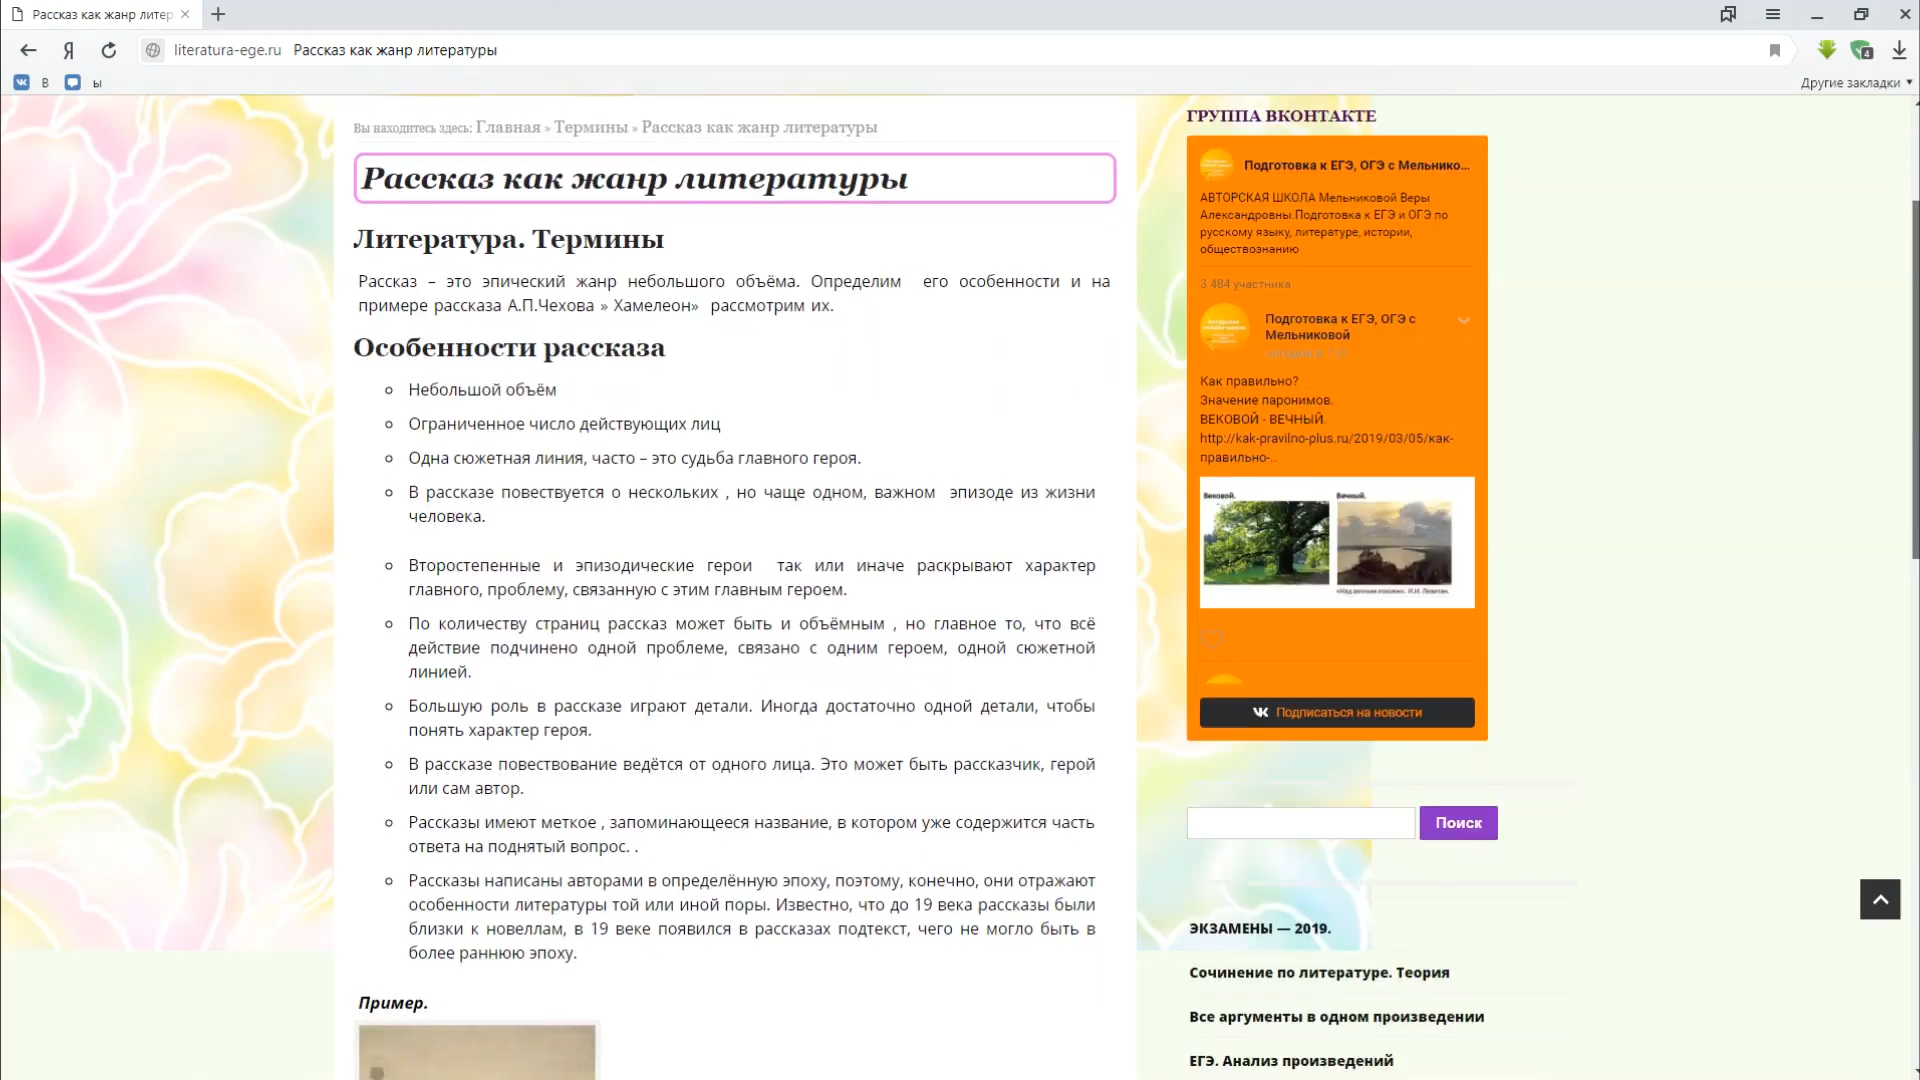 Рассказ как жанр литер
literatura-ege.ru Рассказ как жанр литературы
4
В ы
Другие закладки
Вы находитесь здесь: Главная » Термины » Рассказ как жанр литературы
Рассказ как жанр литературы
Литература. Термины
Рассказ – это эпический жанр небольшого объёма. Определим его особенности и на
примере рассказа А.П.Чехова » Хамелеон» рассмотрим их.
Особенности рассказа
Небольшой объём
Ограниченное число действующих лиц
Одна сюжетная линия, часто – это судьба главного героя.
В рассказе повествуется о нескольких , но чаще одном, важном эпизоде из жизни
человека.
Второстепенные и эпизодические герои так или иначе раскрывают характер
главного, проблему, связанную с этим главным героем.
По количеству страниц рассказ может быть и объёмным , но главное то, что всё
действие подчинено одной проблеме, связано с одним героем, одной сюжетной
линией.
Большую роль в рассказе играют детали. Иногда достаточно одной детали, чтобы
понять характер героя.
В рассказе повествование ведётся от одного лица. Это может быть рассказчик, герой
или сам автор.
Рассказы имеют меткое , запоминающееся название, в котором уже содержится часть
ответа на поднятый вопрос. .
Рассказы написаны авторами в определённую эпоху, поэтому, конечно, они отражают
особенности литературы той или иной поры. Известно, что до 19 века рассказы были
близки к новеллам, в 19 веке появился в рассказах подтекст, чего не могло быть в
более раннюю эпоху.
Пример.
ГРУППА ВКОНТАКТЕ
Подготовка к ЕГЭ, ОГЭ с Мельнико...
АВТОРСКАЯ ШКОЛА Мельниковой Веры
Александровны.Подготовка к ЕГЭ и ОГЭ по
русскому языку, литературе, истории,
обществознанию
3 484 участника
Подготовка к ЕГЭ, ОГЭ с
Мельниковой
Как правильно?
Значение паронимов.
ВЕКОВОЙ - ВЕЧНЫЙ.
http://kak-pravilno-plus.ru/2019/03/05/как-
правильно-..
Вековой. Вечный.
«Над вечным покоем». И.И. Левитан.
Подписаться на новости
Поиск
ЭКЗАМЕНЫ — 2019.
Сочинение по литературе. Теория
Все аргументы в одном произведении
ЕГЭ. Анализ произведений